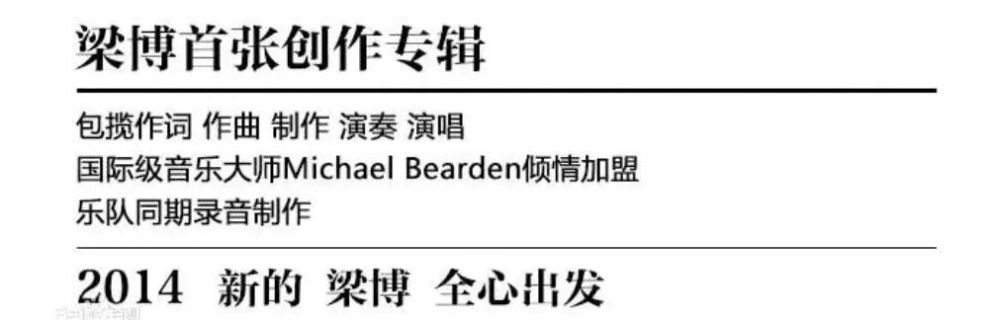 梁博首张创作专辑
包揽作词 作曲 制作 演奏 演唱
国际级音乐大师Michael Bearden倾情加盟
乐队同期录音制作
2014 新的 梁博 全心出发